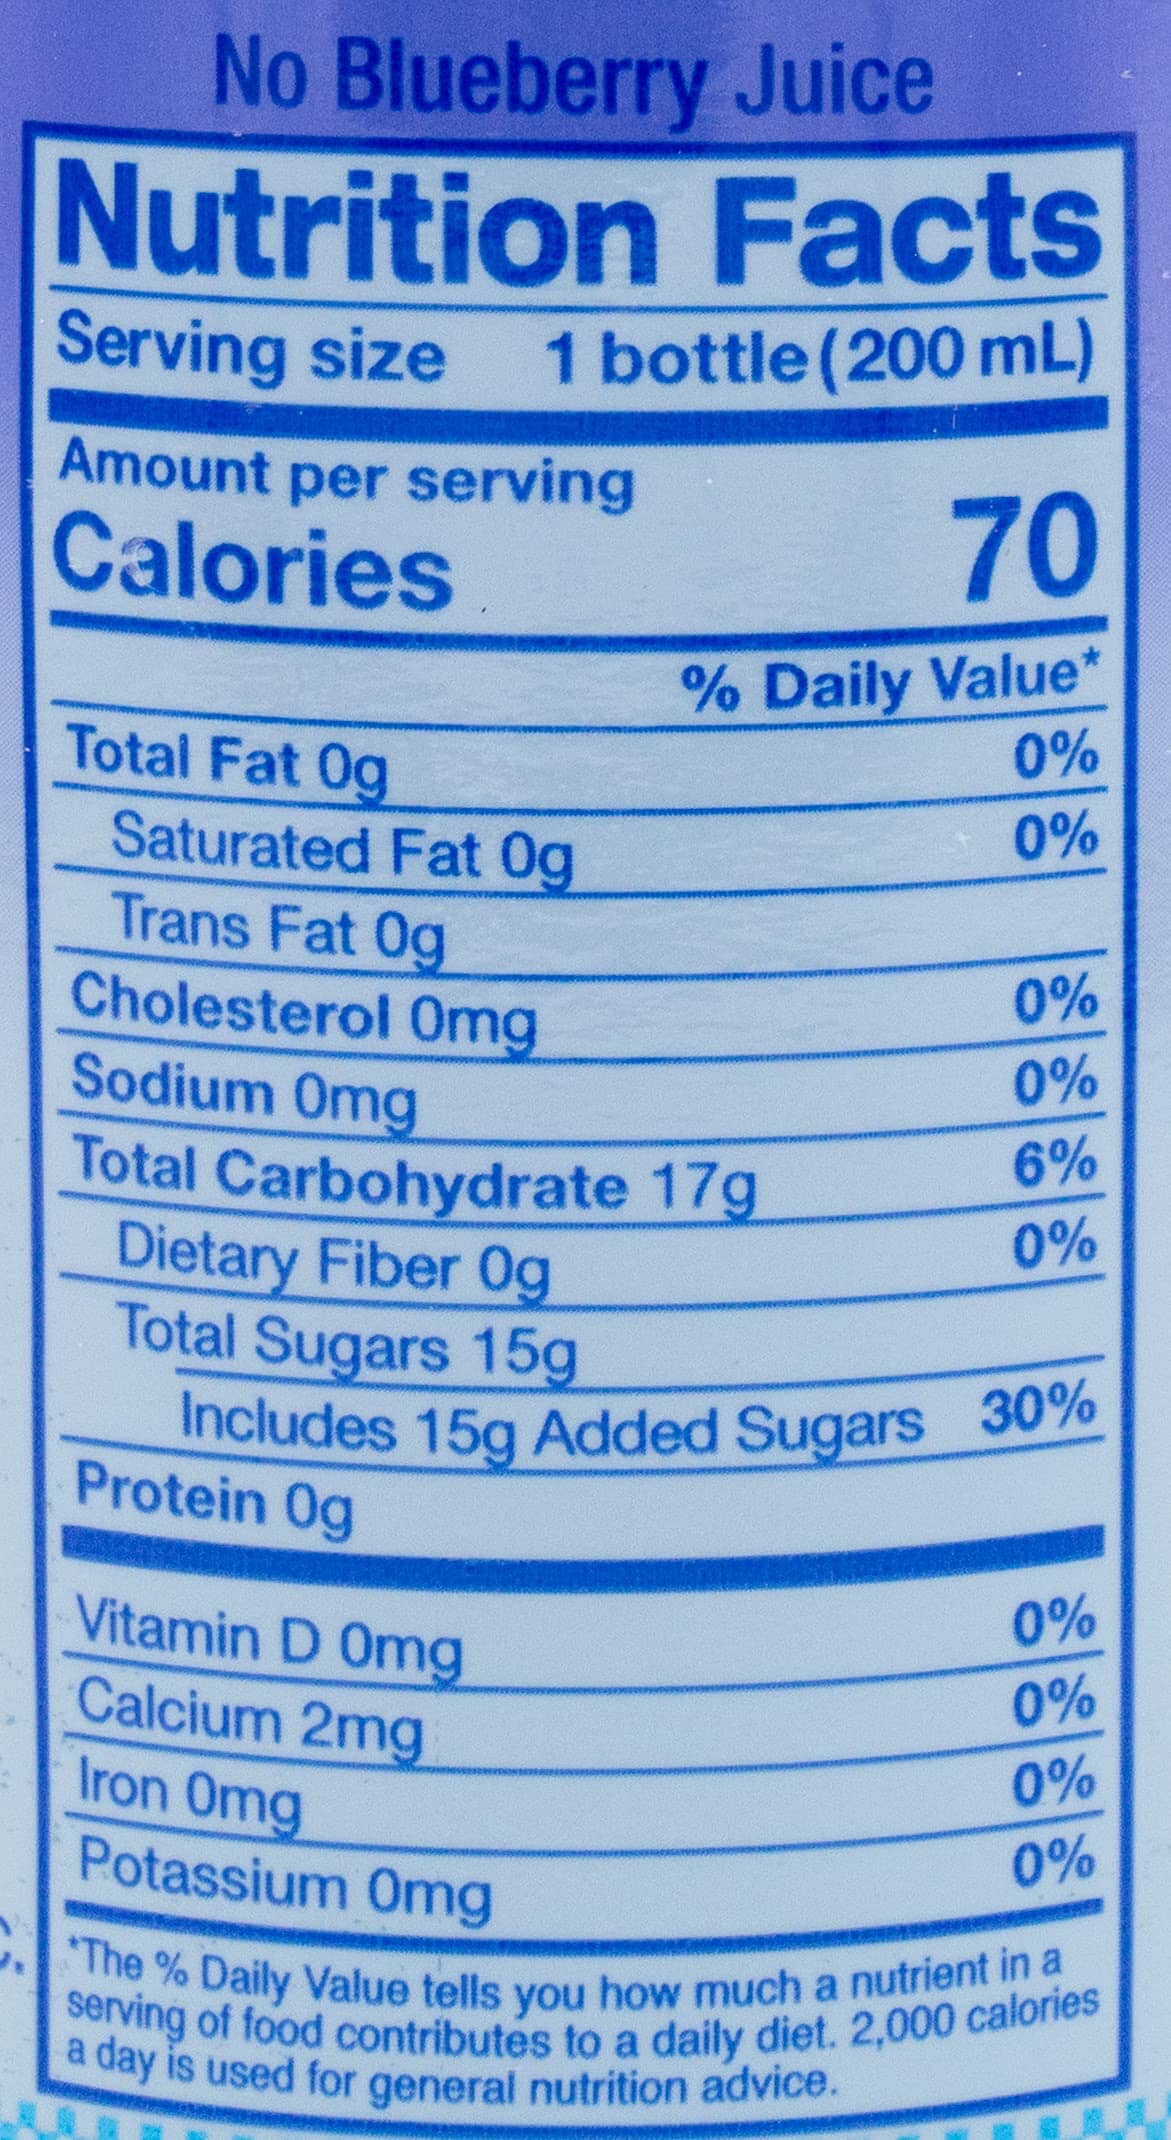 No Blueberry Juice
Nutrition Facts
Serving size 1 bottle (200 mL)
Amount per serving
Calories 70
% Daily Value*
Total Fat 0g 0%
Saturated Fat 0g 0%
Trans Fat 0g
Cholesterol 0mg 0%
Sodium 0mg 0%
Total Carbohydrate 17g 6%
Dietary Fiber 0g 0%
Total Sugars 15g
Includes 15g Added Sugars 30%
Protein 0g
Vitamin D 0mg 0%
Calcium 2mg 0%
Iron 0mg 0%
Potassium 0mg 0%
*The % Daily Value tells you how much a nutrient in a
serving of food contributes to a daily diet. 2,000 calories
a day is used for general nutrition advice.